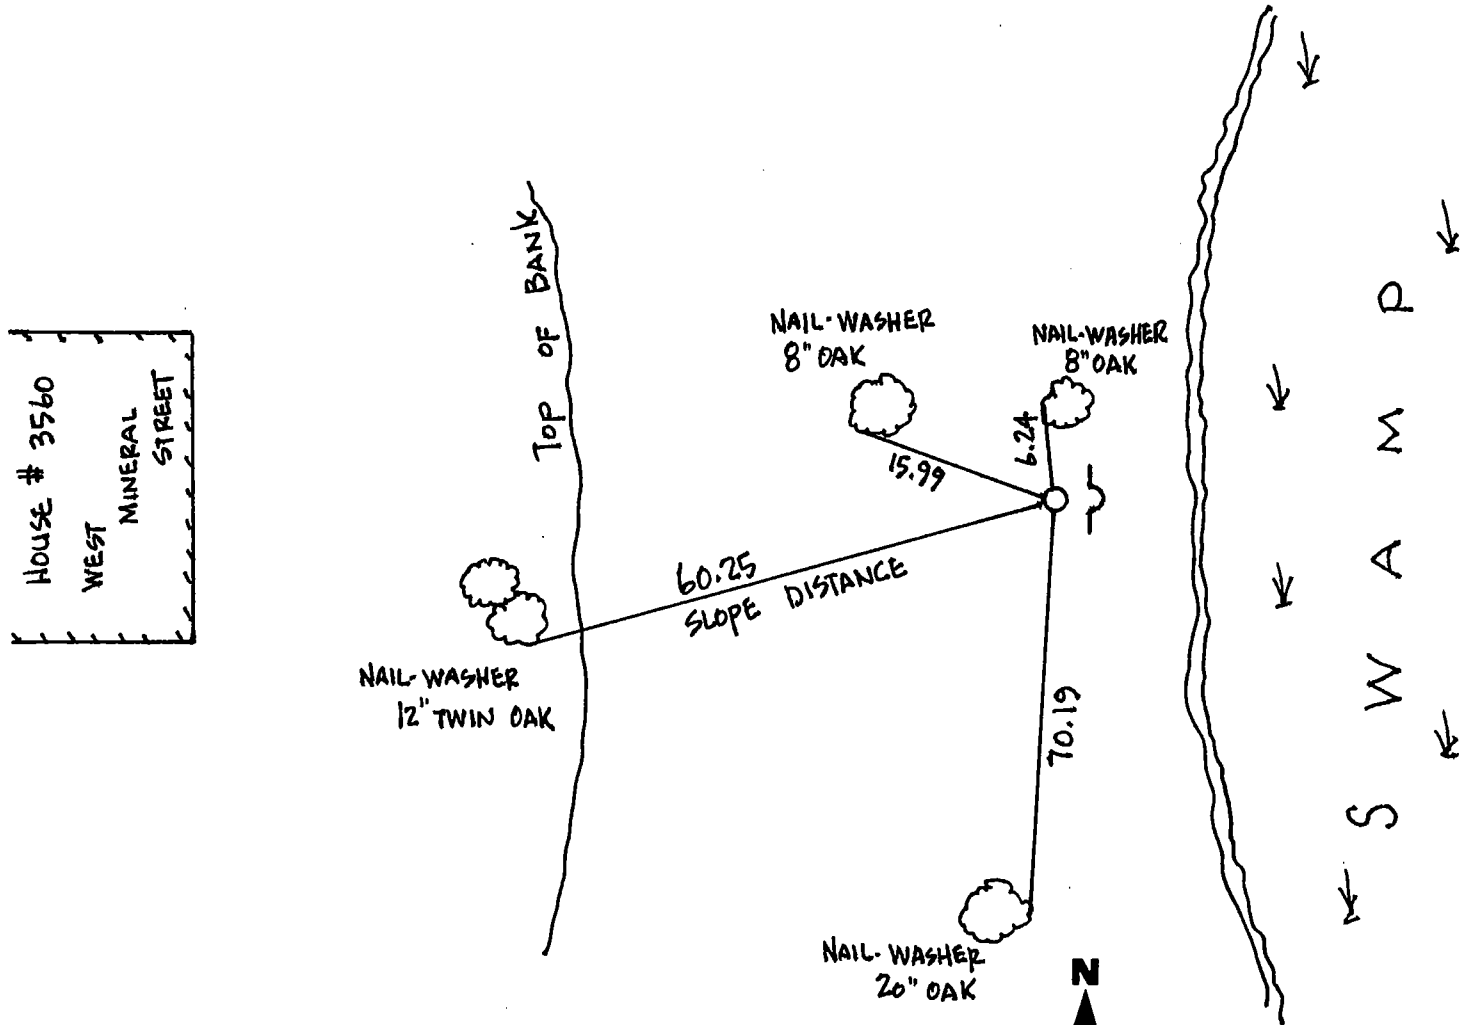 HOUSE # 3560
WEST
MINERAL
STREET
TOP OF BANK
NAIL-WASHER
8" OAK
NAIL-WASHER
8" OAK
15.99
6.24
60.25
SLOPE DISTANCE
NAIL-WASHER
12" TWIN OAK
70.19
NAIL-WASHER
20" OAK
N
SWAMP